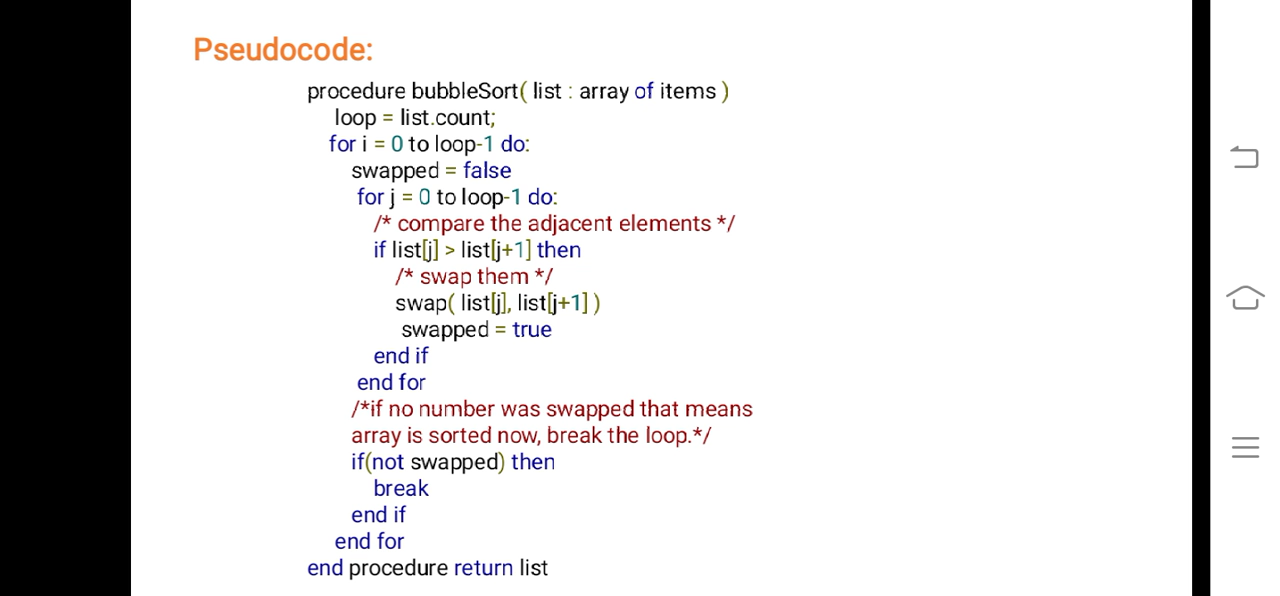 Pseudocode:
procedure bubbleSort( list : array of items )
loop = list.count;
for i = 0 to loop-1 do:
swapped = false
for j = 0 to loop-1 do:
/* compare the adjacent elements */
if list[j] > list[j+1] then
/* swap them */
swap( list[j], list[j+1] )
swapped = true
end if
end for
/*if no number was swapped that means
array is sorted now, break the loop.*/
if(not swapped) then
break
end if
end for
end procedure return list